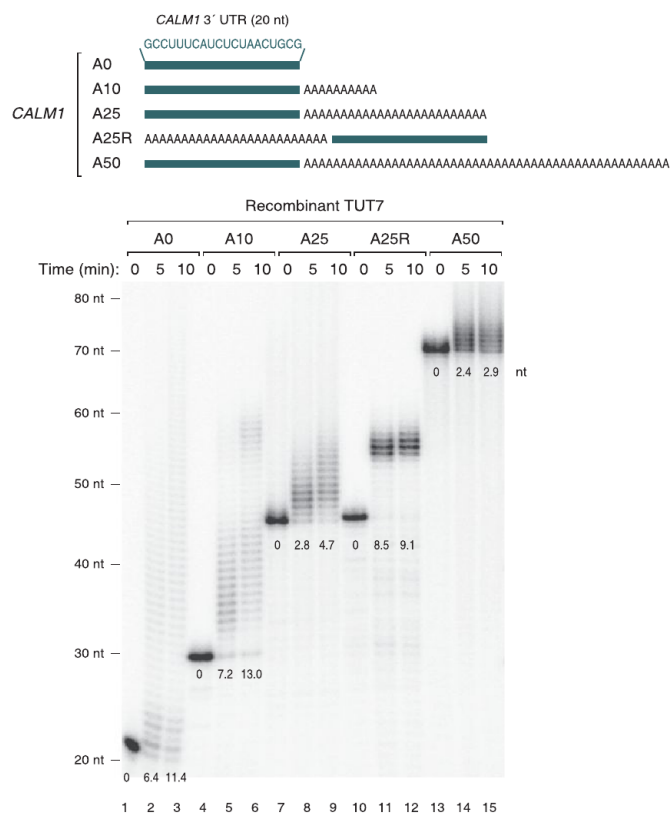 CALM1 3´ UTR (20 nt)
GCCUUUCAUCUCUAACUGCG
CALM1
A0
A10 AAAAAAAAAA
A25 AAAAAAAAAAAAAAAAAAAAAAAAA
A25R AAAAAAAAAAAAAAAAAAAAAAAAA
A50 AAAAAAAAAAAAAAAAAAAAAAAAAAAAAAAAAAAAAAAAAAAAAAAAAA
Recombinant TUT7
A0 A10 A25 A25R A50
Time (min): 0 5 10 0 5 10 0 5 10 0 5 10 0 5 10
80 nt
70 nt
0 2.4 2.9 nt
60 nt
50 nt
0 2.8 4.7 0 8.5 9.1
40 nt
30 nt
0 7.2 13.0
20 nt
0 6.4 11.4
1 2 3 4 5 6 7 8 9 10 11 12 13 14 15